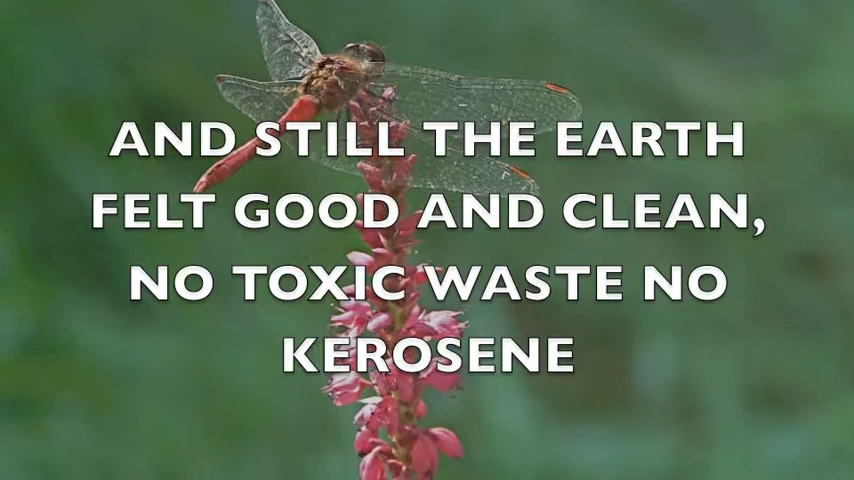 AND STILL THE EARTH
FELT GOOD AND CLEAN,
NO TOXIC WASTE NO
KEROSENE